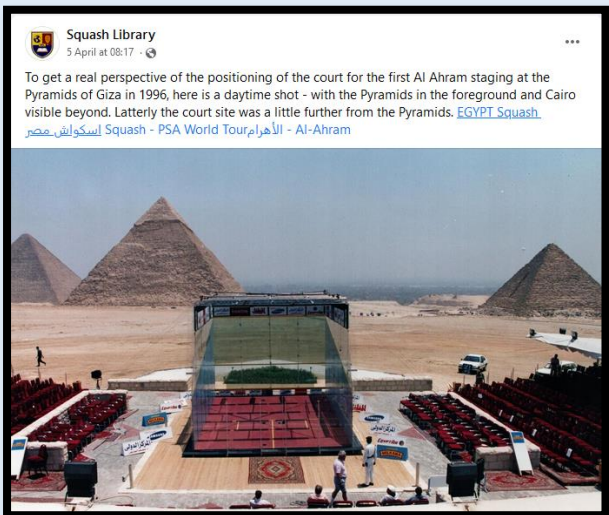 Squash Library
5 April at 08:17 ·
To get a real perspective of the positioning of the court for the first Al Ahram staging at the
Pyramids of Giza in 1996, here is a daytime shot - with the Pyramids in the foreground and Cairo
visible beyond. Latterly the court site was a little further from the Pyramids. EGYPT Squash
اسكواش مصر Squash - PSA World Tourالأهرام - Al-Ahram